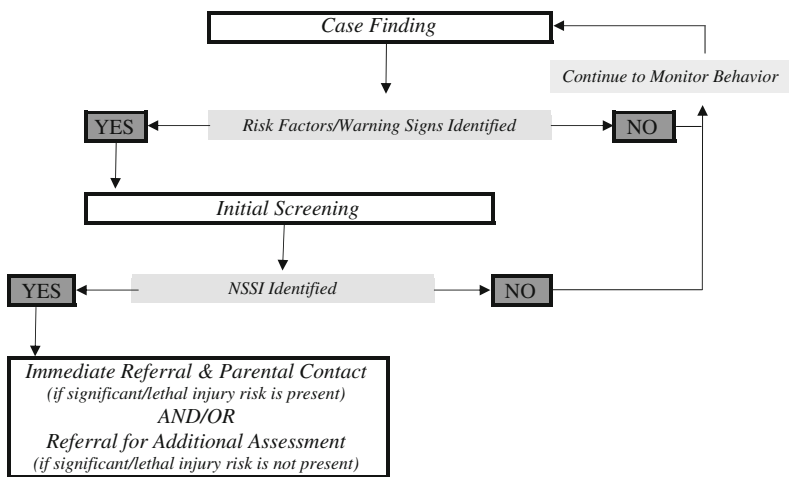 Case Finding
Continue to Monitor Behavior
YES
Risk Factors/Warning Signs Identified
NO
Initial Screening
YES
NSSI Identified
NO
Immediate Referral & Parental Contact
(if significant/lethal injury risk is present)
AND/OR
Referral for Additional Assessment
(if significant/lethal injury risk is not present)